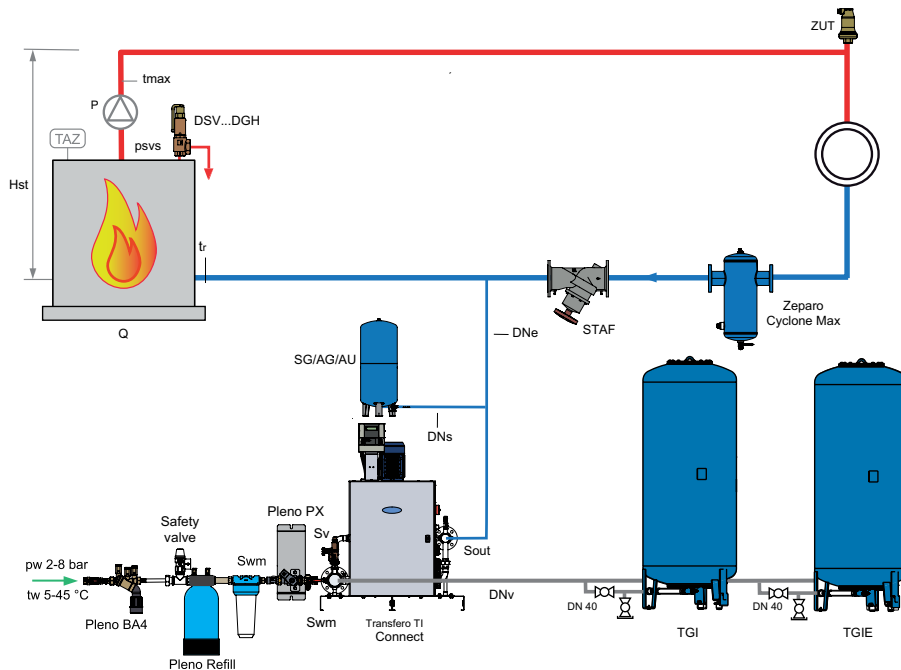 ZUT
tmax
P
DSV...DGH
TAZ
psvs
Hst
tr
Zeparo
Cyclone Max
STAF
Q
DNe
SG/AG/AU
DNs
Pleno PX
Safety
valve
Sv
Swm
Sout
pw 2-8 bar
tw 5-45 °C
DNv
DN 40
DN 40
Pleno BA4
Swm
Transfero TI
Connect
TGI
TGIE
Pleno Refill